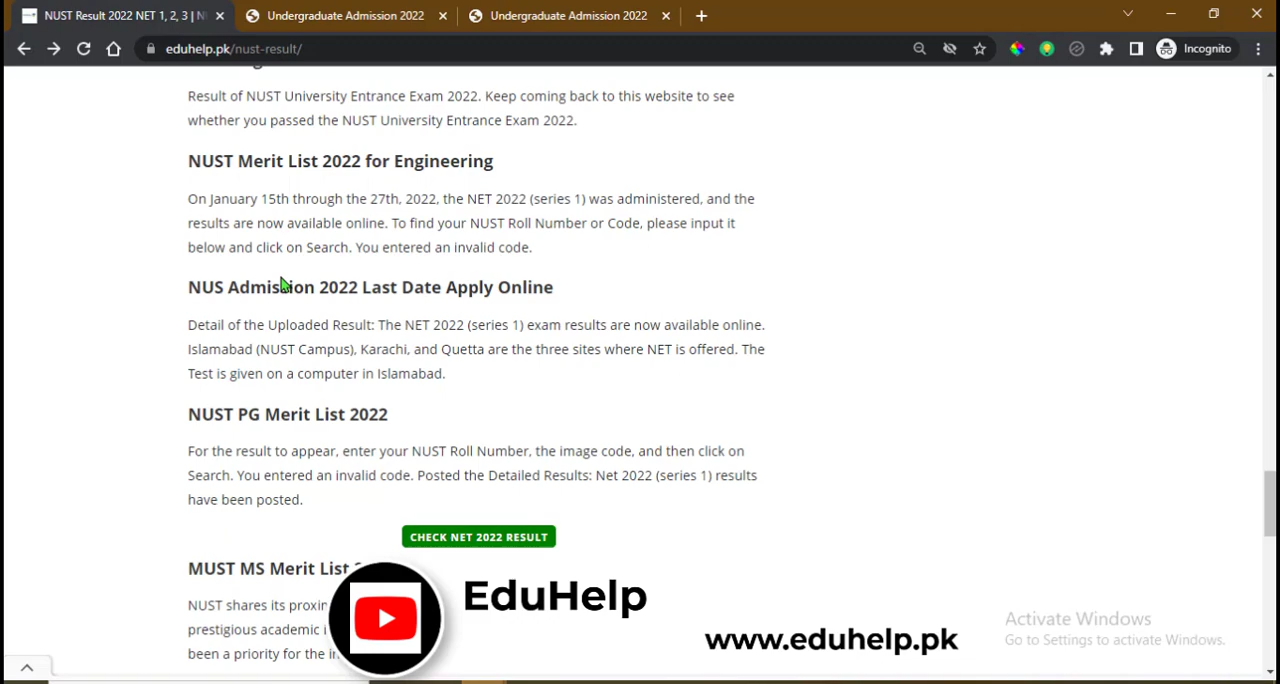 NUST Result 2022 NET 1, 2, 3 |
Undergraduate Admission 2022
Undergraduate Admission 2022
eduhelp.pk/nust-result/
Incognito
Result of NUST University Entrance Exam 2022. Keep coming back to this website to see
whether you passed the NUST University Entrance Exam 2022.
NUST Merit List 2022 for Engineering
On January 15th through the 27th, 2022, the NET 2022 (series 1) was administered, and the
results are now available online. To find your NUST Roll Number or Code, please input it
below and click on Search. You entered an invalid code.
NUS Admission 2022 Last Date Apply Online
Detail of the Uploaded Result: The NET 2022 (series 1) exam results are now available online.
Islamabad (NUST Campus), Karachi, and Quetta are the three sites where NET is offered. The
Test is given on a computer in Islamabad.
NUST PG Merit List 2022
For the result to appear, enter your NUST Roll Number, the image code, and then click on
Search. You entered an invalid code. Posted the Detailed Results: Net 2022 (series 1) results
have been posted.
CHECK NET 2022 RESULT
MUST MS Merit List
NUST shares its
prestigious academic
been a priority for the
EduHelp
www.eduhelp.pk
Activate Windows
Go to Settings to activate Windows.